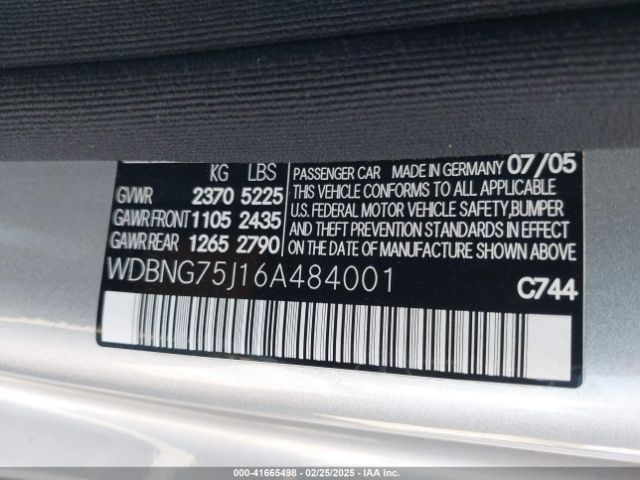 KG LBS
GVWR 2370 5225
GAWR FRONT 1105 2435
GAWR REAR 1265 2790
PASSENGER CAR MADE IN GERMANY 07/05
THIS VEHICLE CONFORMS TO ALL APPLICABLE
U.S. FEDERAL MOTOR VEHICLE SAFETY,BUMPER
AND THEFT PREVENTION STANDARDS IN EFFECT
ON THE DATE OF MANUFACTURE SHOWN ABOVE
WDBNG75J16A484001
C744
000-41665498 - 02/25/2025 - IAA Inc.